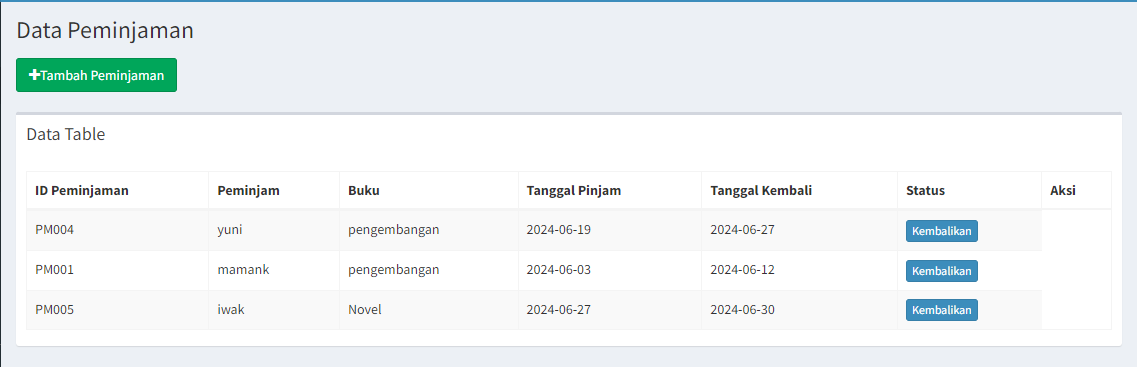 Data Peminjaman
+Tambah Peminjaman
Data Table
ID Peminjaman Peminjam Buku Tanggal Pinjam Tanggal Kembali Status Aksi
PM004 yuni pengembangan 2024-06-19 2024-06-27 Kembalikan
PM001 mamank pengembangan 2024-06-03 2024-06-12 Kembalikan
PM005 iwak Novel 2024-06-27 2024-06-30 Kembalikan